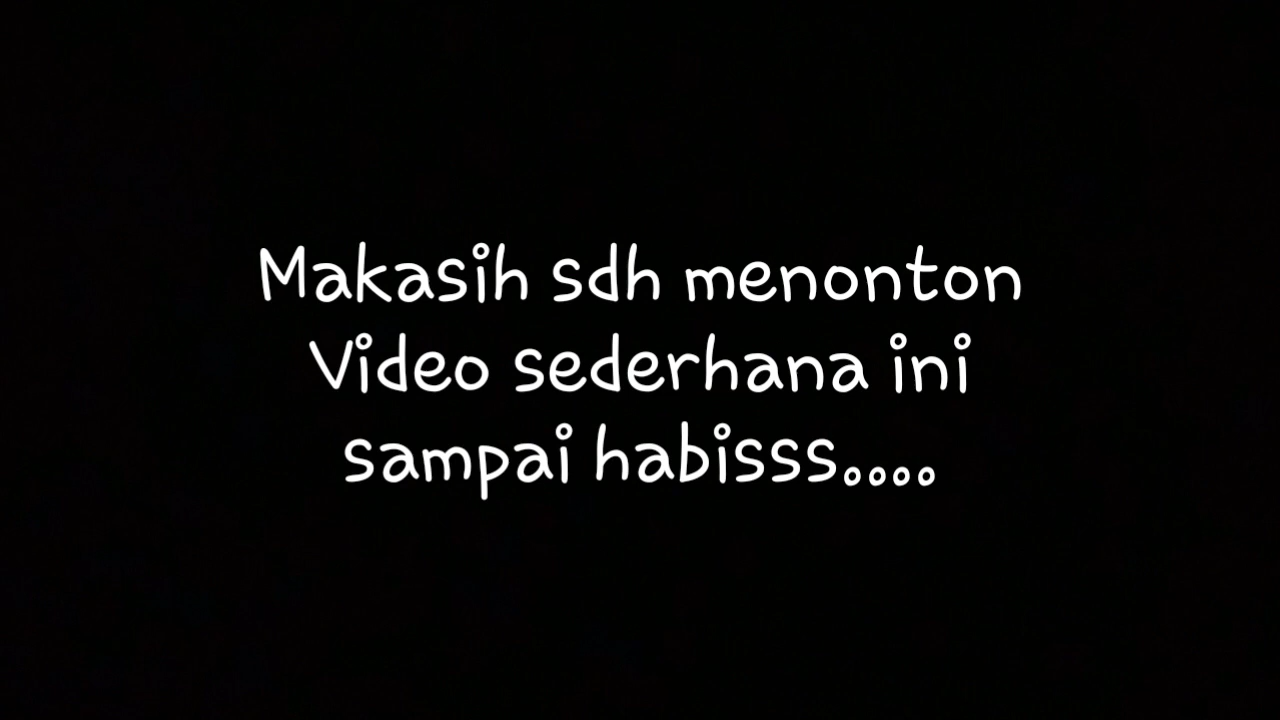 Makasih sdh menonton
Video sederhana ini
sampai habisss....